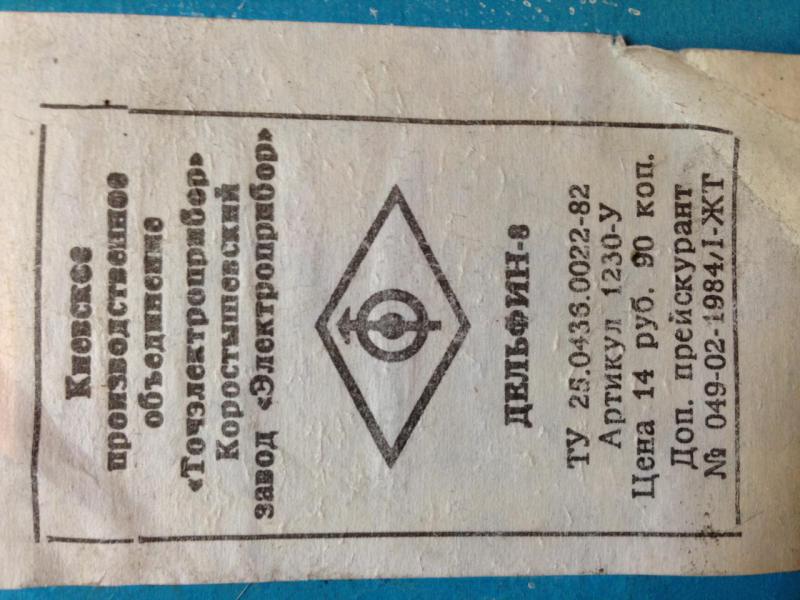 Киевское
производственное
объединение
«Точэлектроприбор»
Коростышевский
завод «Электроприбор»
ДЕЛЬФИН-8
ТУ 25.0436.0022-82
Артикул 1230-У
Цена 14 руб. 90 коп.
Доп. прейскурант
№ 049-02-1984/I-ЖТ